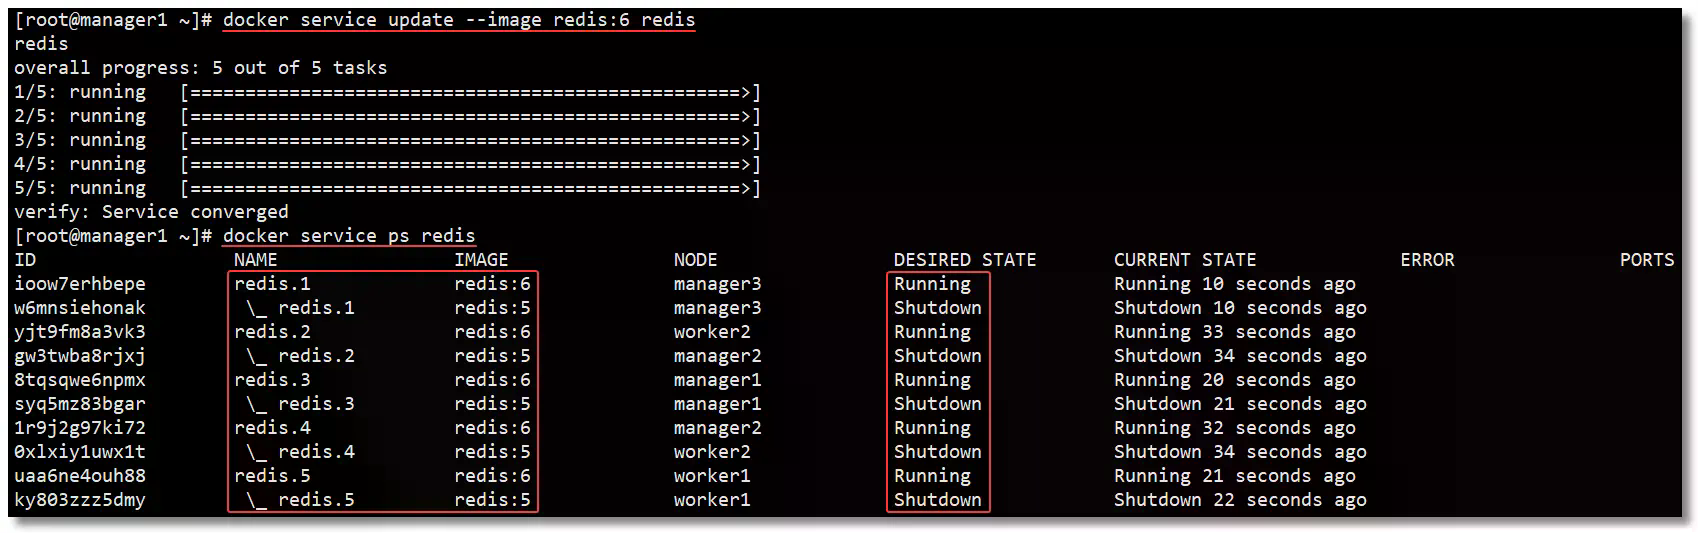 [root@manager1 ~]# docker service update --image redis:6 redis
redis
overall progress: 5 out of 5 tasks
1/5: running   [==================================================>]
2/5: running   [==================================================>]
3/5: running   [==================================================>]
4/5: running   [==================================================>]
5/5: running   [==================================================>]
verify: Service converged
[root@manager1 ~]# docker service ps redis
ID                  NAME                IMAGE               NODE                DESIRED STATE       CURRENT STATE             ERROR               PORTS
ioow7erhbepe        redis.1             redis:6             manager3            Running             Running 10 seconds ago
w6mnsiehonak         \_ redis.1         redis:5             manager3            Shutdown            Shutdown 10 seconds ago
yjt9fm8a3vk3        redis.2             redis:6             worker2             Running             Running 33 seconds ago
gw3twba8rjxj         \_ redis.2         redis:5             manager2            Shutdown            Shutdown 34 seconds ago
8tqsqwe6npmx        redis.3             redis:6             manager1            Running             Running 20 seconds ago
syq5mz83bgar         \_ redis.3         redis:5             manager1            Shutdown            Shutdown 21 seconds ago
1r9j2g97ki72        redis.4             redis:6             manager2            Running             Running 32 seconds ago
0xlxiy1uwx1t         \_ redis.4         redis:5             worker2             Shutdown            Shutdown 34 seconds ago
uaa6ne4ouh88        redis.5             redis:6             worker1             Running             Running 21 seconds ago
ky803zzz5dmy         \_ redis.5         redis:5             worker1             Shutdown            Shutdown 22 seconds ago